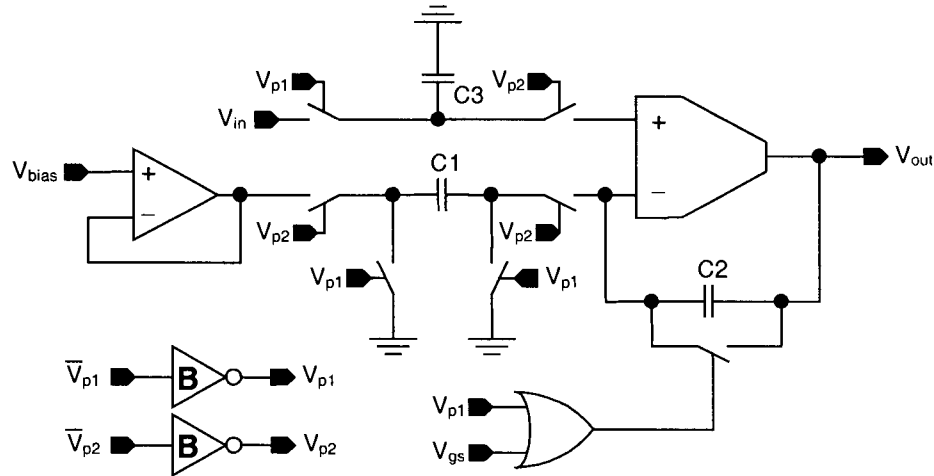 V_p1
C3
V_p2
V_in
+
V_bias
+
C1
−
V_out
−
V_p2
V_p2
V_p1
V_p1
C2
V̅_p1
B
V_p1
V_p1
V̅_p2
B
V_p2
V_gs